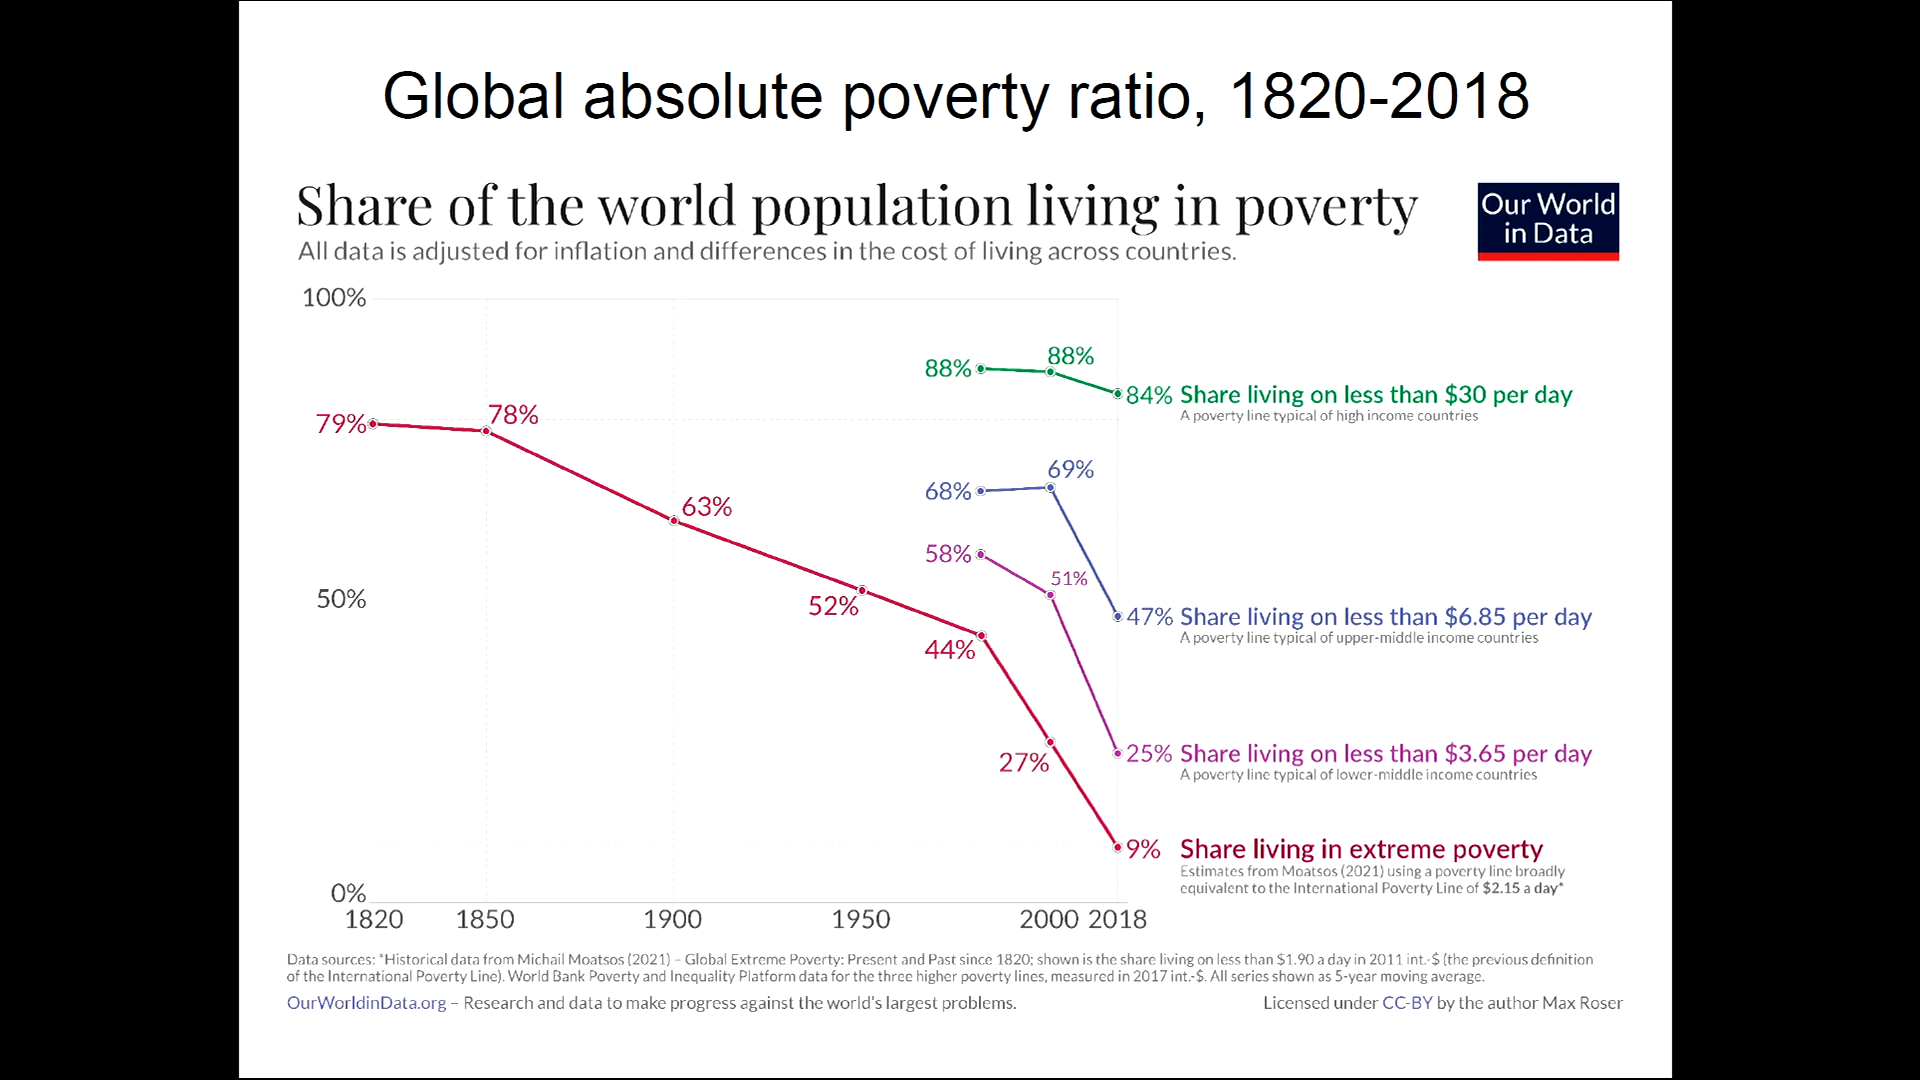 Global absolute poverty ratio, 1820-2018
Share of the world population living in poverty
All data is adjusted for inflation and differences in the cost of living across countries.
Our World
in Data
100%
50%
0%
79%
78%
63%
52%
44%
27%
9%
88%
88%
84%
68%
69%
47%
58%
51%
25%
Share living on less than $30 per day
A poverty line typical of high income countries
Share living on less than $6.85 per day
A poverty line typical of upper-middle income countries
Share living on less than $3.65 per day
A poverty line typical of lower-middle income countries
Share living in extreme poverty
Estimates from Moatsos (2021) using a poverty line broadly
equivalent to the International Poverty Line of $2.15 a day*
1820 1850 1900 1950 2000 2018
Data sources: *Historical data from Michail Moatsos (2021) – Global Extreme Poverty: Present and Past since 1820; shown is the share living on less than $1.90 a day in 2011 int.-$ (the previous definition
of the International Poverty Line). World Bank Poverty and Inequality Platform data for the three higher poverty lines, measured in 2017 int.-$. All series shown as 5-year moving average.
OurWorldinData.org – Research and data to make progress against the world's largest problems.
Licensed under CC-BY by the author Max Roser